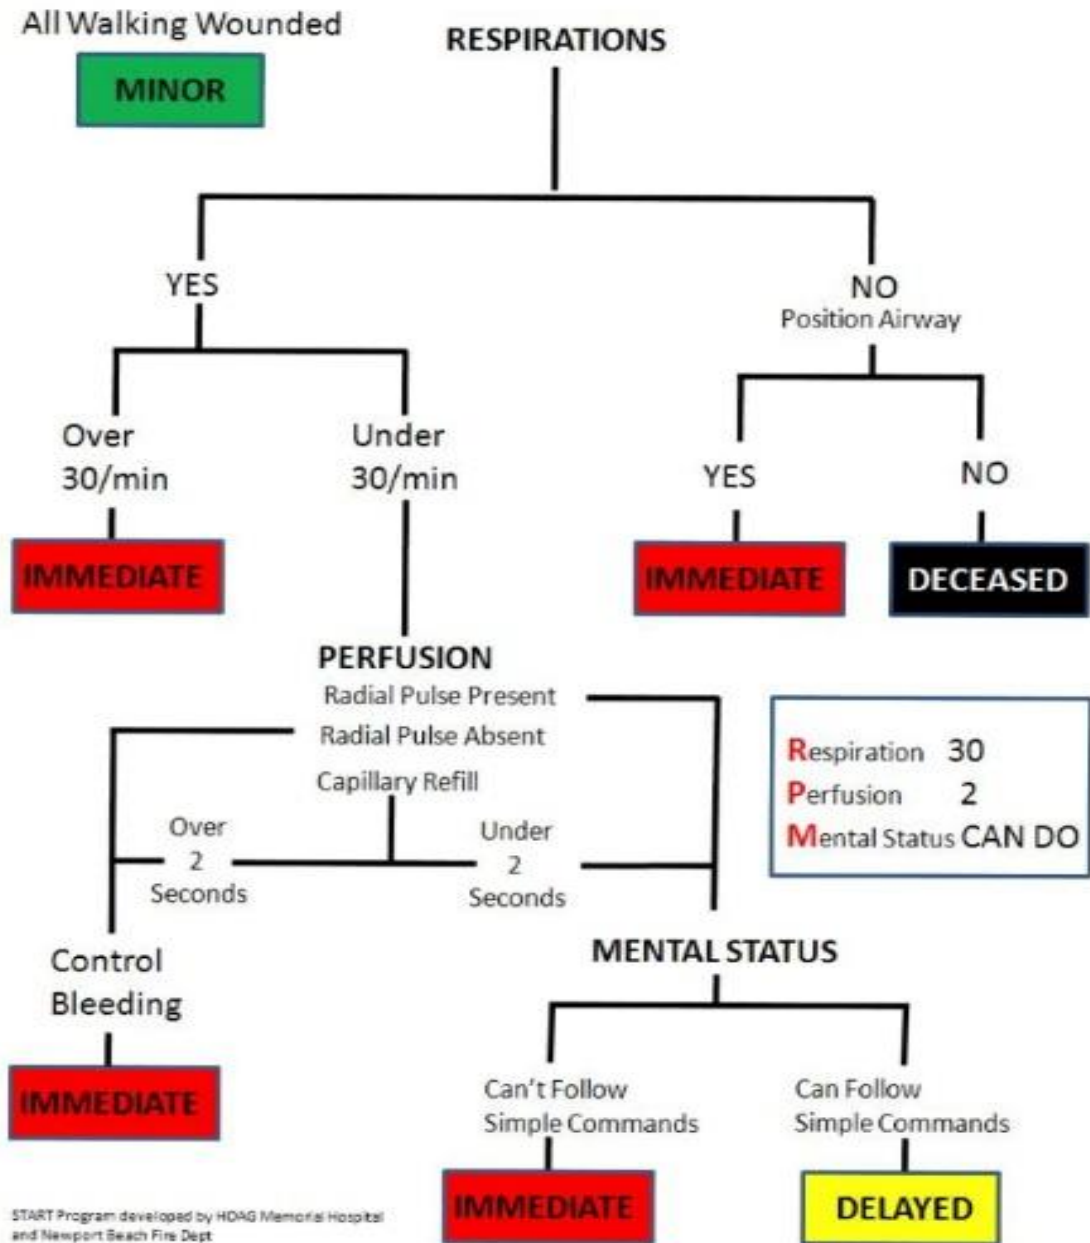 All Walking Wounded
MINOR
RESPIRATIONS
YES
NO
Position Airway
Over
30/min
Under
30/min
YES
NO
IMMEDIATE
IMMEDIATE
DECEASED
PERFUSION
Radial Pulse Present
Radial Pulse Absent
Capillary Refill
Over
2
Seconds
Under
2
Seconds
Respiration 30
Perfusion 2
Mental Status CAN DO
Control
Bleeding
IMMEDIATE
MENTAL STATUS
Can't Follow
Simple Commands
Can Follow
Simple Commands
IMMEDIATE
DELAYED
START Program developed by HOAG Memorial Hospital
and Newport Beach Fire Dept